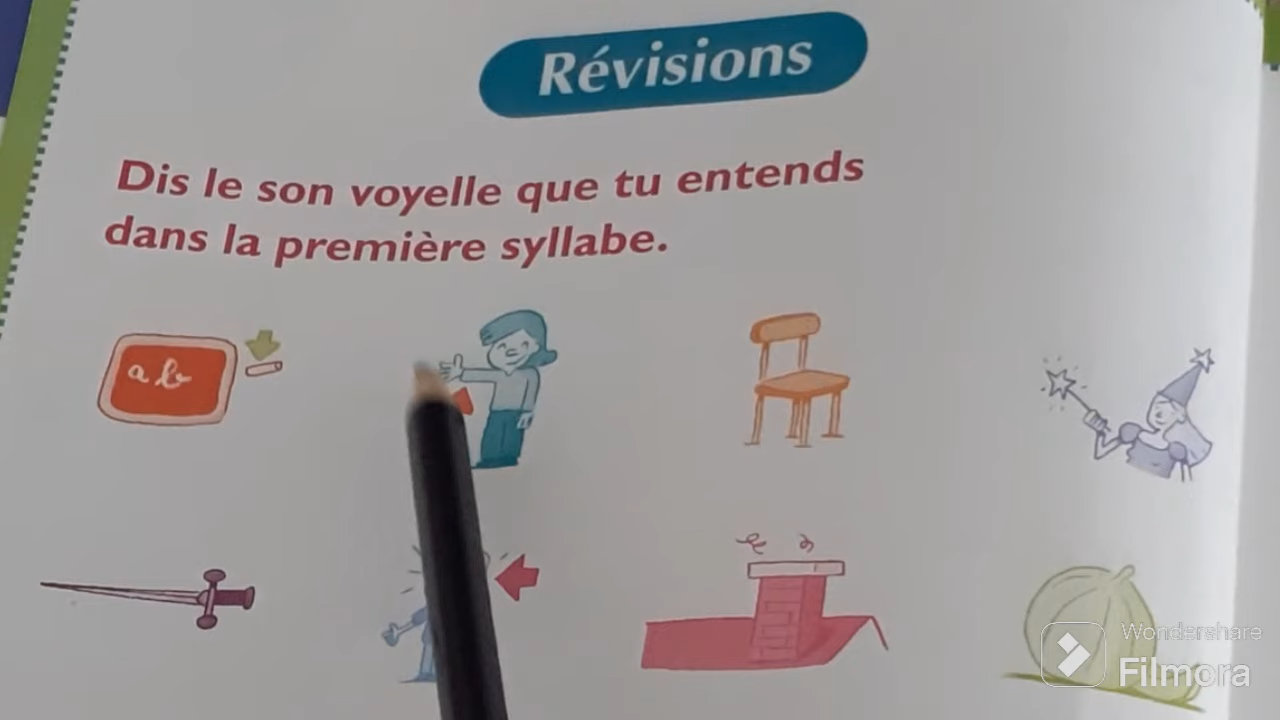 Révisions
Dis le son voyelle que tu entends
dans la première syllabe.
a b
Wondershare
Filmora